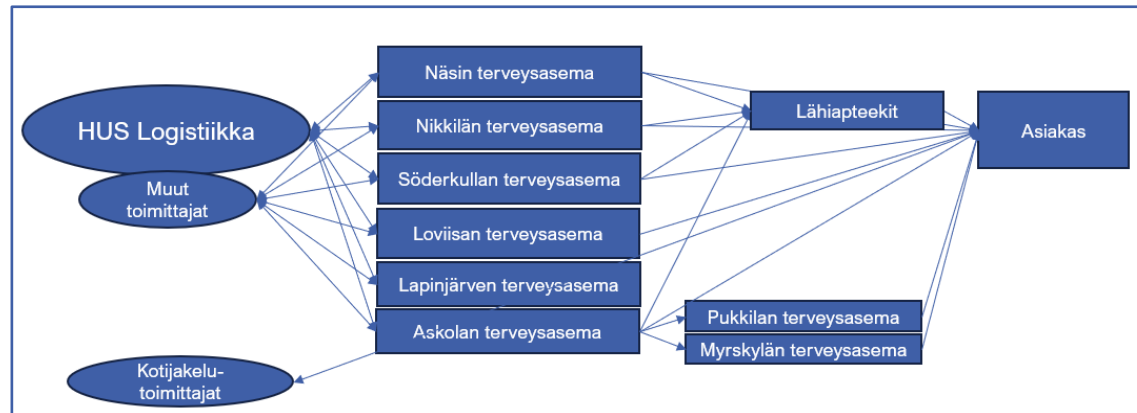 HUS Logistiikka
Muut
toimittajat
Kotijakelu-
toimittajat
Näsin terveysasema
Nikkilän terveysasema
Söderkullan terveysasema
Loviisan terveysasema
Lapinjärven terveysasema
Askolan terveysasema
Lähiapteekit
Pukkilan terveysasema
Myrskylän terveysasema
Asiakas